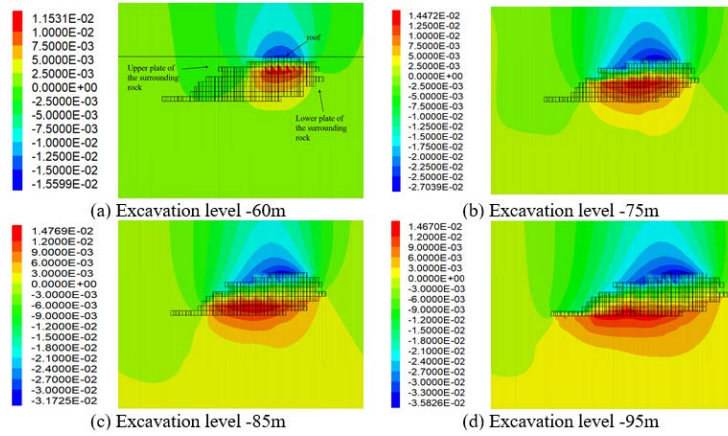 1.1531E-02
1.0000E-02
7.5000E-03
5.0000E-03
2.5000E-03
0.0000E+00
-2.5000E-03
-5.0000E-03
-7.5000E-03
-1.0000E-02
-1.2500E-02
-1.5000E-02
-1.5599E-02
roof
Upper plate of
the surrounding
rock
Lower plate of
the surrounding
rock
(a) Excavation level -60m
1.4472E-02
1.2500E-02
1.0000E-02
7.5000E-03
5.0000E-03
2.5000E-03
0.0000E+00
-2.5000E-03
-5.0000E-03
-7.5000E-03
-1.0000E-02
-1.2500E-02
-1.5000E-02
-1.7500E-02
-2.0000E-02
-2.2500E-02
-2.5000E-02
-2.7039E-02
(b) Excavation level -75m
1.4769E-02
1.2000E-02
9.0000E-03
6.0000E-03
3.0000E-03
0.0000E+00
-3.0000E-03
-6.0000E-03
-9.0000E-03
-1.2000E-02
-1.5000E-02
-1.8000E-02
-2.1000E-02
-2.4000E-02
-2.7000E-02
-3.0000E-02
-3.1725E-02
(c) Excavation level -85m
1.4670E-02
1.2000E-02
9.0000E-03
6.0000E-03
3.0000E-03
0.0000E+00
-3.0000E-03
-6.0000E-03
-9.0000E-03
-1.2000E-02
-1.5000E-02
-1.8000E-02
-2.1000E-02
-2.4000E-02
-2.7000E-02
-3.0000E-02
-3.3000E-02
-3.5826E-02
(d) Excavation level -95m